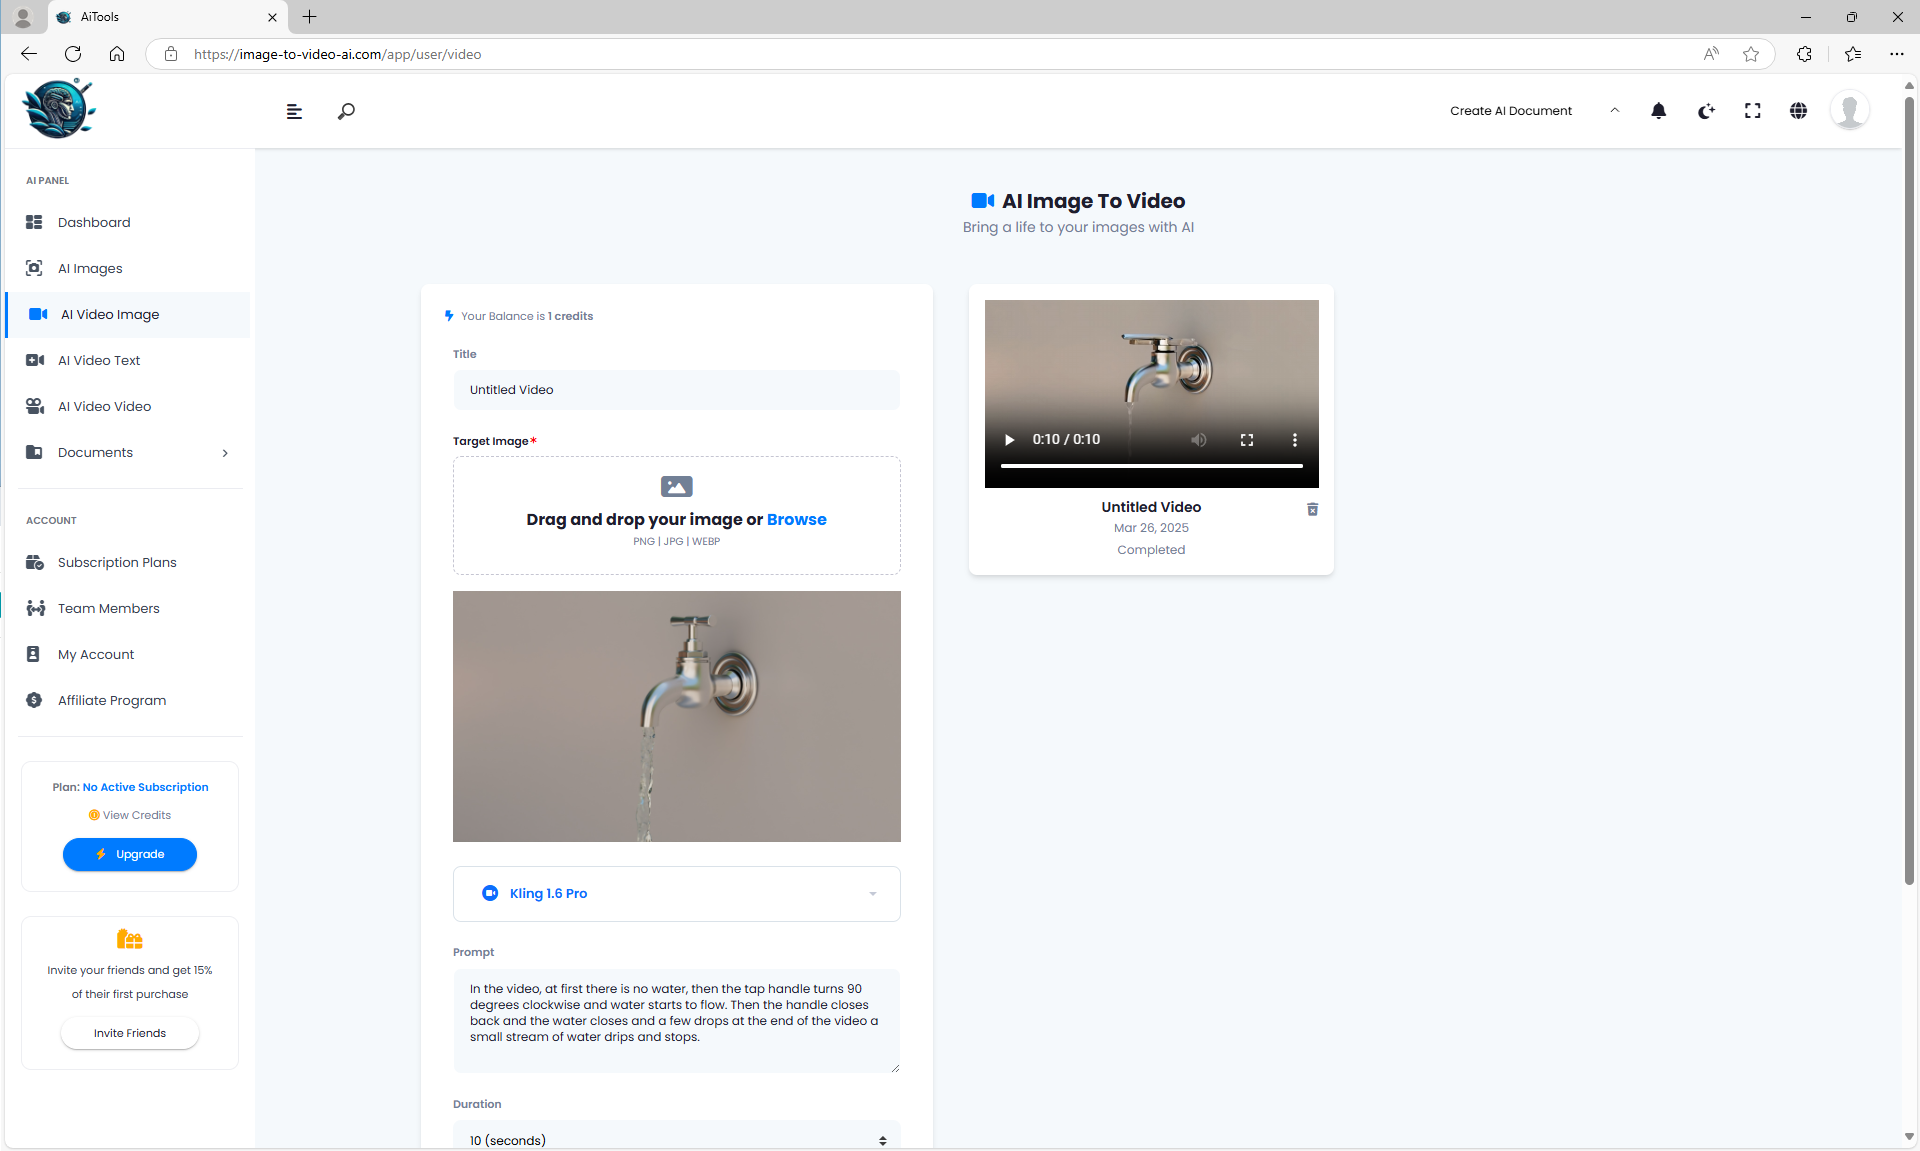 AiTools
https://image-to-video-ai.com/app/user/video
Create AI Document
AI PANEL
Dashboard
AI Images
AI Video Image
AI Video Text
AI Video Video
Documents
ACCOUNT
Subscription Plans
Team Members
My Account
Affiliate Program
Plan: No Active Subscription
View Credits
Upgrade
Invite your friends and get 15%
of their first purchase
Invite Friends
AI Image To Video
Bring a life to your images with AI
Your Balance is 1 credits
Title
Untitled Video
Target Image*
Drag and drop your image or Browse
PNG | JPG | WEBP
Kling 1.6 Pro
Prompt
In the video, at first there is no water, then the tap handle turns 90
degrees clockwise and water starts to flow. Then the handle closes
back and the water closes and a few drops at the end of the video a
small stream of water drips and stops.
Duration
10 (seconds)
0:10 / 0:10
Untitled Video
Mar 26, 2025
Completed